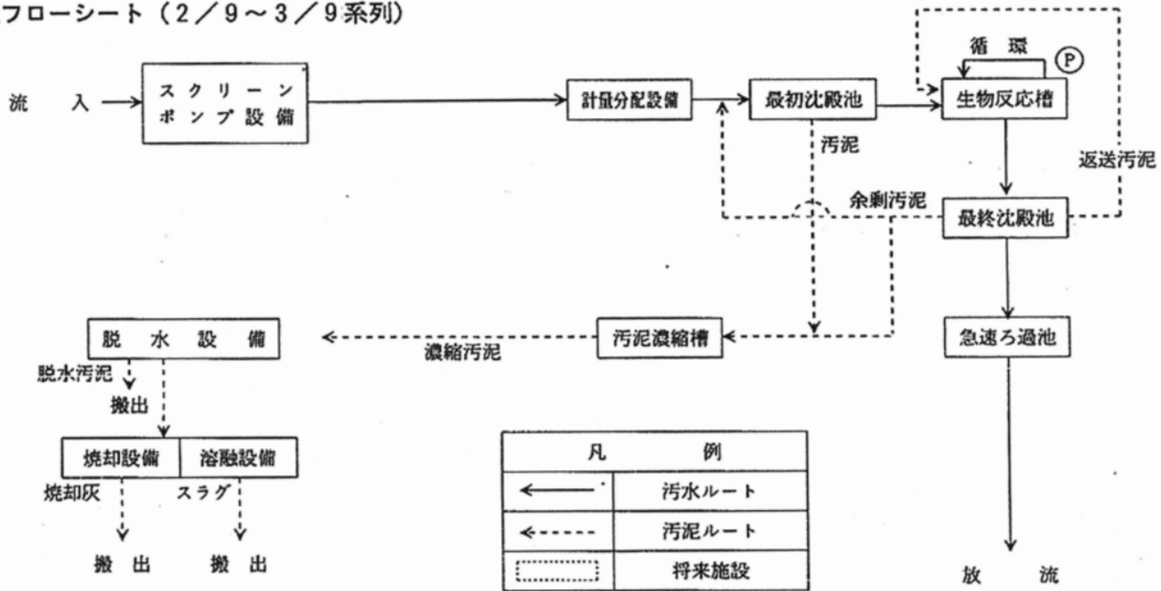 フローシート（2／9～3／9系列）
循環
P
流入
スクリーン
ポンプ設備
計量分配設備
最初沈殿池
生物反応槽
汚泥
返送汚泥
余剰汚泥
最終沈殿池
脱水設備
汚泥濃縮槽
急速ろ過池
濃縮汚泥
脱水汚泥
搬出
焼却設備
溶融設備
焼却灰
スラグ
搬出
搬出
凡例
汚水ルート
汚泥ルート
将来施設
放流